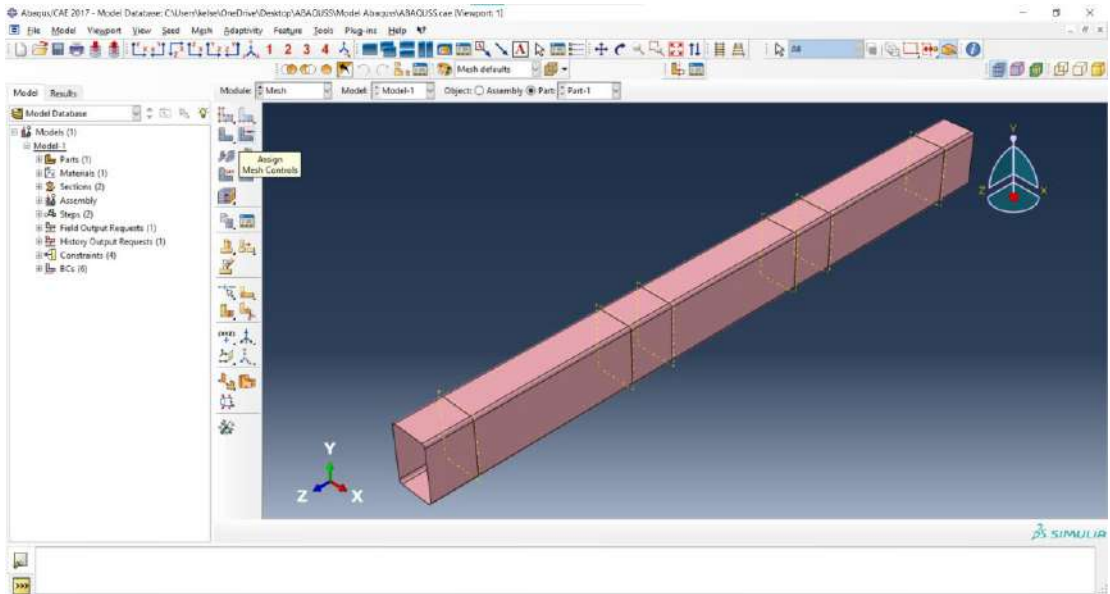 Abaqus/CAE 2017 - Model Database: C:\Users\kelse\OneDrive\Desktop\ABAQUSS\Model Abaquss\ABAQUSS.cae [Viewport: 1]
File Model Viewport View Seed Mesh Adaptivity Feature Tools Plug-ins Help
1 2 3 4 A All
Mesh defaults
Model Results Module: Mesh Model: Model-1 Object: Assembly Part: Part-1
Model Database
Models (1)
Model-1
Parts (1)
Assign
Mesh Controls
Materials (1)
Sections (2)
Assembly
Steps (2)
Field Output Requests (1)
History Output Requests (1)
Constraints (4)
BCs (6)
(XYZ)
Y
Z X
Y
Z X
SIMULIA
>>>